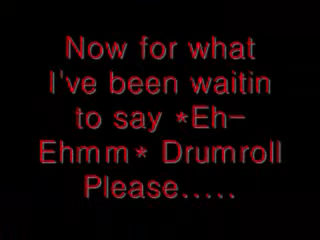 Now for what
I've been waitin
to say *Eh-
Ehmm* Drumroll
Please.....